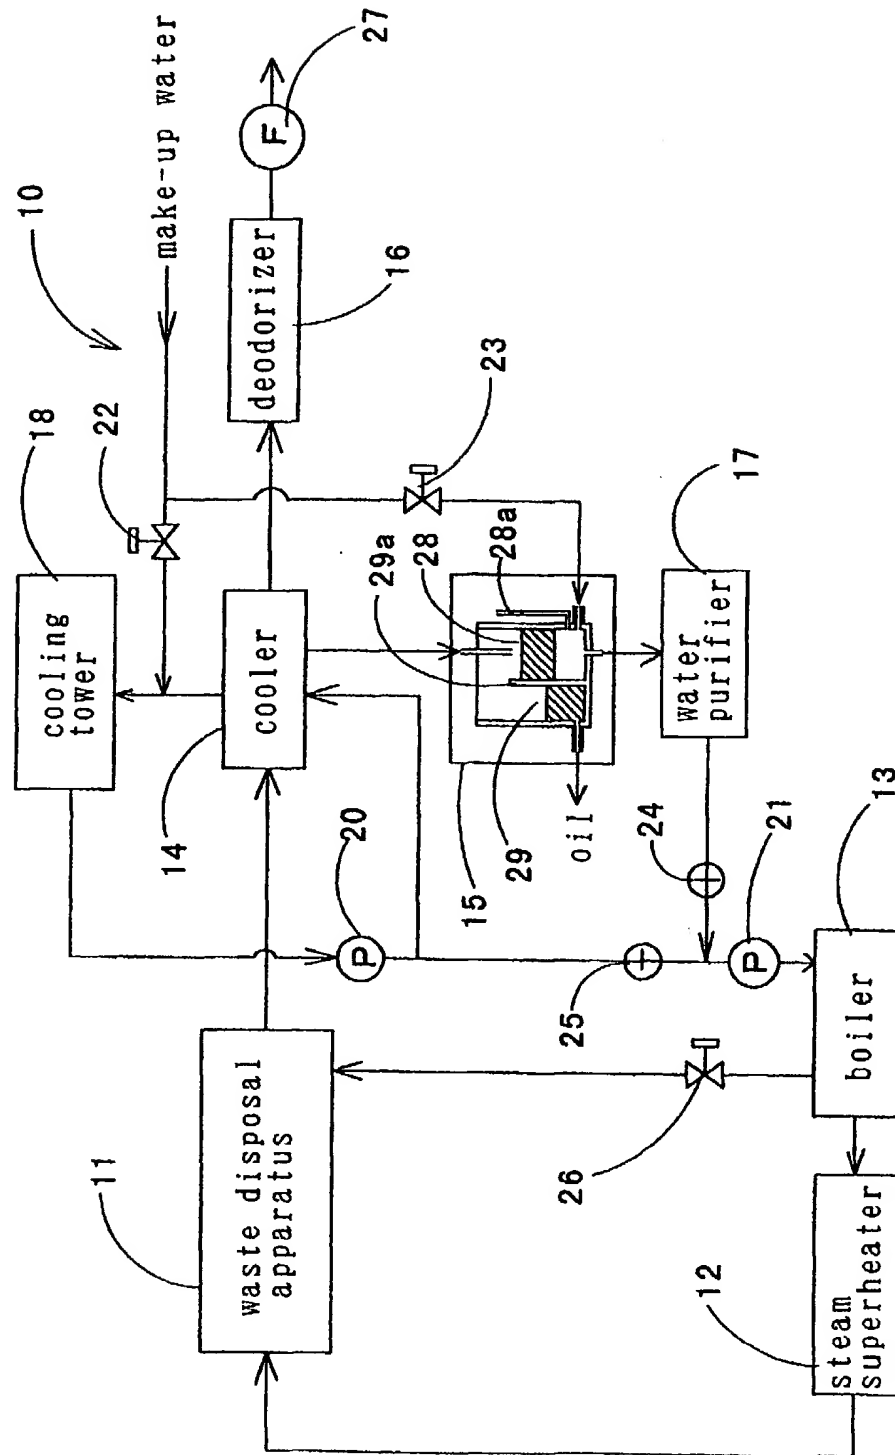 10
make-up water
27
F
22
18
cooling
tower
deodorizer
16
23
cooler
14
28a
28
29a
29
15
oil
17
water
purifier
20
P
24
25
21
P
13
boiler
11
waste disposal
apparatus
26
12
steam
superheater